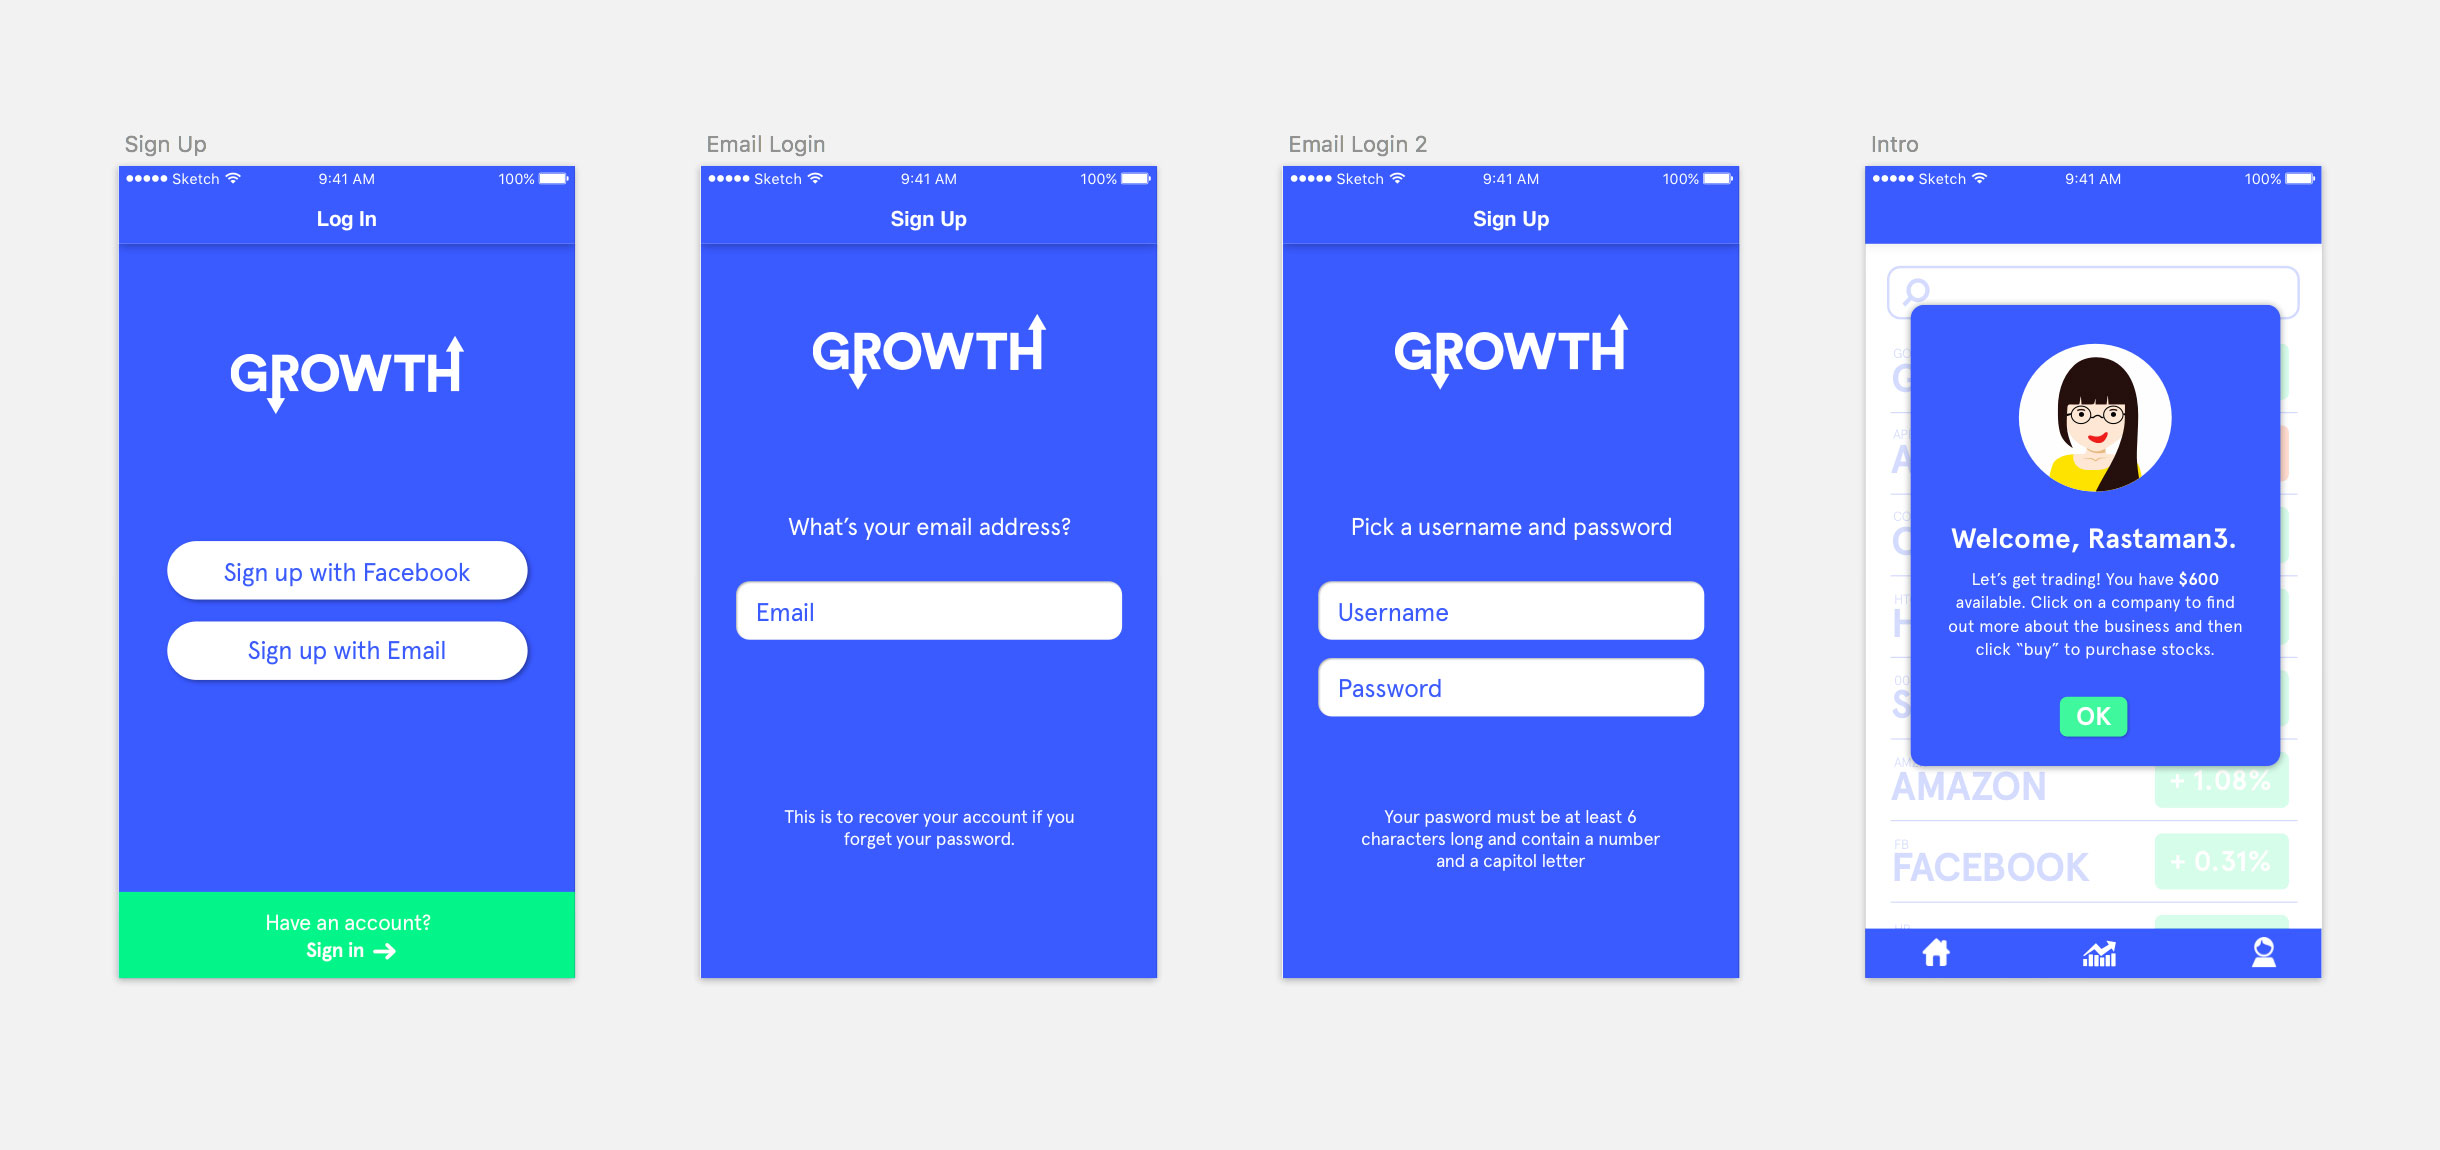 Sign Up
Sketch 9:41 AM 100%
Log In
GROWTH
Sign up with Facebook
Sign up with Email
Have an account?
Sign in
Email Login
Sketch 9:41 AM 100%
Sign Up
GROWTH
What's your email address?
Email
This is to recover your account if you
forget your password.
Email Login 2
Sketch 9:41 AM 100%
Sign Up
GROWTH
Pick a username and password
Username
Password
Your pasword must be at least 6
characters long and contain a number
and a capitol letter
Intro
Sketch 9:41 AM 100%
Welcome, Rastaman3.
Let's get trading! You have $600
available. Click on a company to find
out more about the business and then
click “buy” to purchase stocks.
OK
AMAZON + 1.08%
FB
FACEBOOK + 0.31%